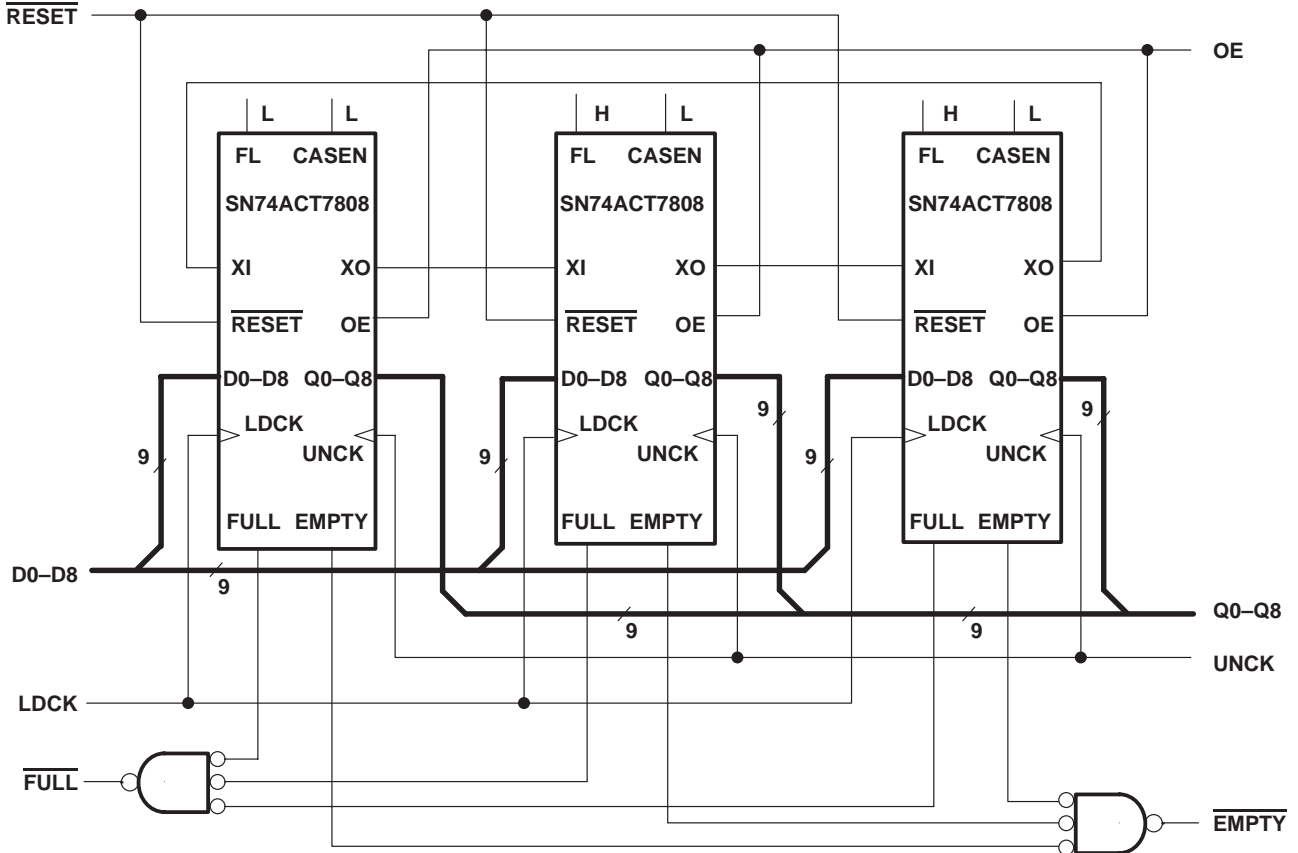 RESET
OE
L L H L H L
FL CASEN FL CASEN FL CASEN
SN74ACT7808 SN74ACT7808 SN74ACT7808
XI XO XI XO XI XO
RESET OE RESET OE RESET OE
D0–D8 Q0–Q8 D0–D8 Q0–Q8 D0–D8 Q0–Q8
9 9
LDCK LDCK LDCK
9 UNCK 9 UNCK 9 UNCK
FULL EMPTY FULL EMPTY FULL EMPTY
D0–D8
9
Q0–Q8
9 9
UNCK
LDCK
FULL
EMPTY